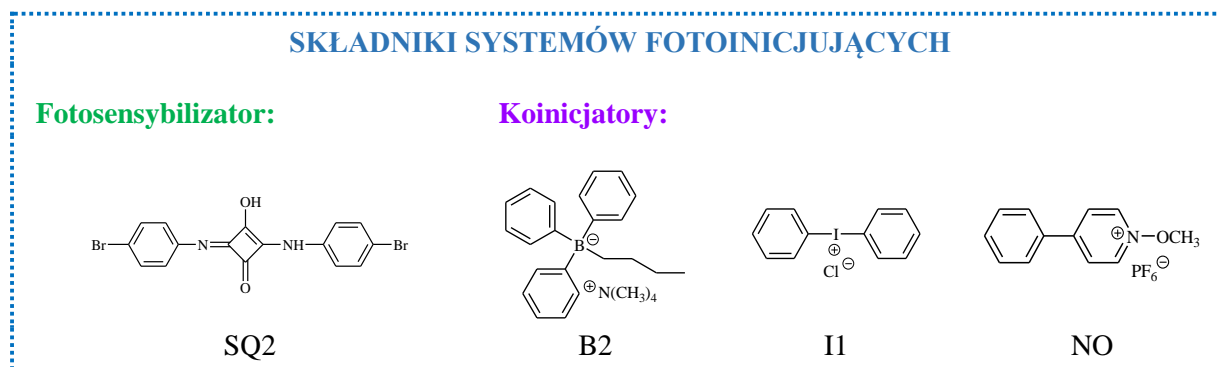 SKŁADNIKI SYSTEMÓW FOTOINICJUJĄCYCH
Fotosensybilizator: Koinicjatory:
OH
Br N NH Br
O
B ⊖
⊕ N(CH3)4
I
⊕
Cl ⊖
N OCH3
⊕
PF6 ⊖
SQ2 B2 I1 NO